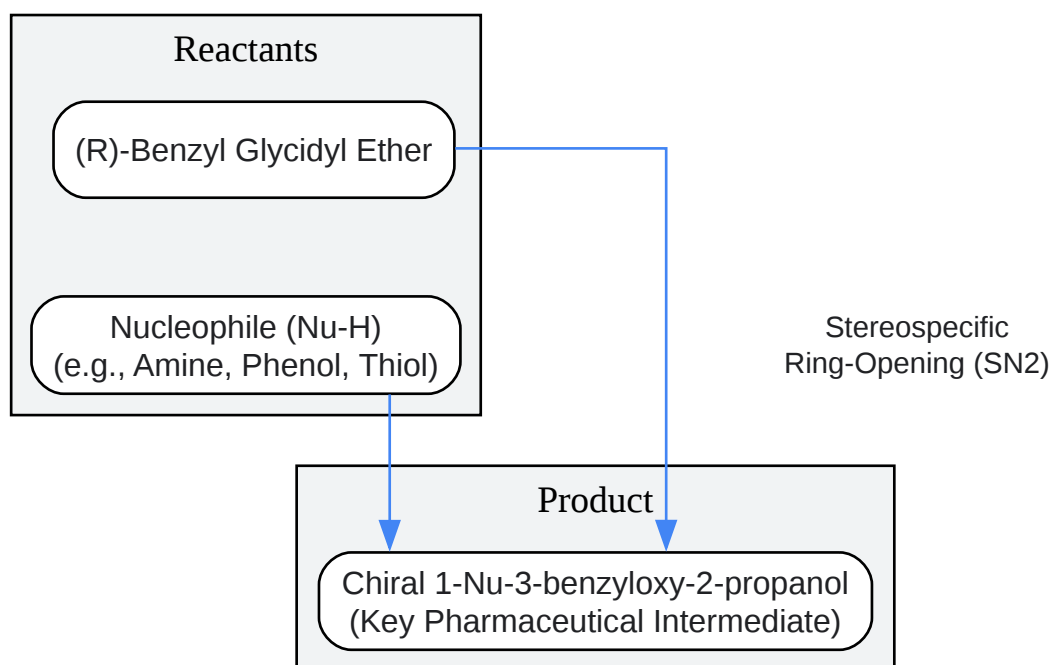 Reactants
(R)-Benzyl Glycidyl Ether
Nucleophile (Nu-H)
(e.g., Amine, Phenol, Thiol)
Stereospecific
Ring-Opening (SN2)
Product
Chiral 1-Nu-3-benzyloxy-2-propanol
(Key Pharmaceutical Intermediate)